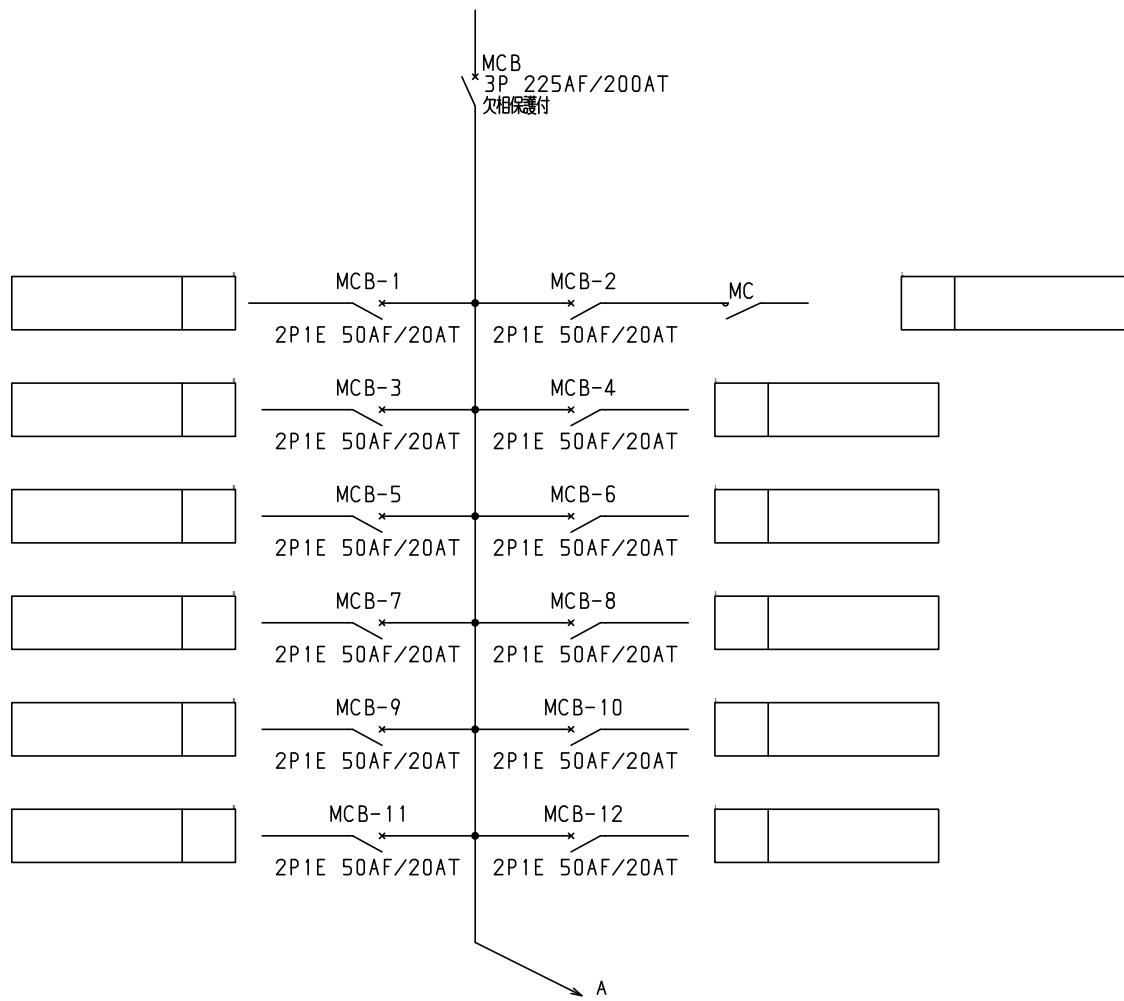 MCB
3P 225AF/200AT
欠相保護付
MCB-1
MCB-2
MC
2P1E 50AF/20AT
2P1E 50AF/20AT
MCB-3
MCB-4
2P1E 50AF/20AT
2P1E 50AF/20AT
MCB-5
MCB-6
2P1E 50AF/20AT
2P1E 50AF/20AT
MCB-7
MCB-8
2P1E 50AF/20AT
2P1E 50AF/20AT
MCB-9
MCB-10
2P1E 50AF/20AT
2P1E 50AF/20AT
MCB-11
MCB-12
2P1E 50AF/20AT
2P1E 50AF/20AT
A